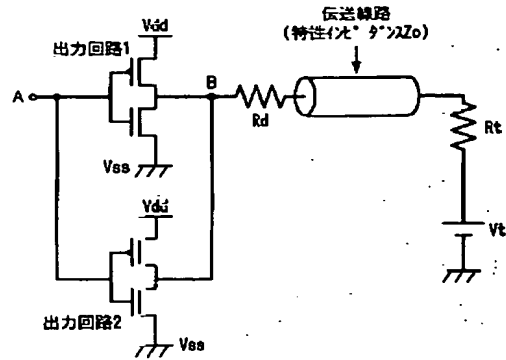 伝送線路
(特性インピーダンスZo)
Vdd
出力回路1
A
B
Rd
Rt
Vss
Vdd
Vt
出力回路2
Vss